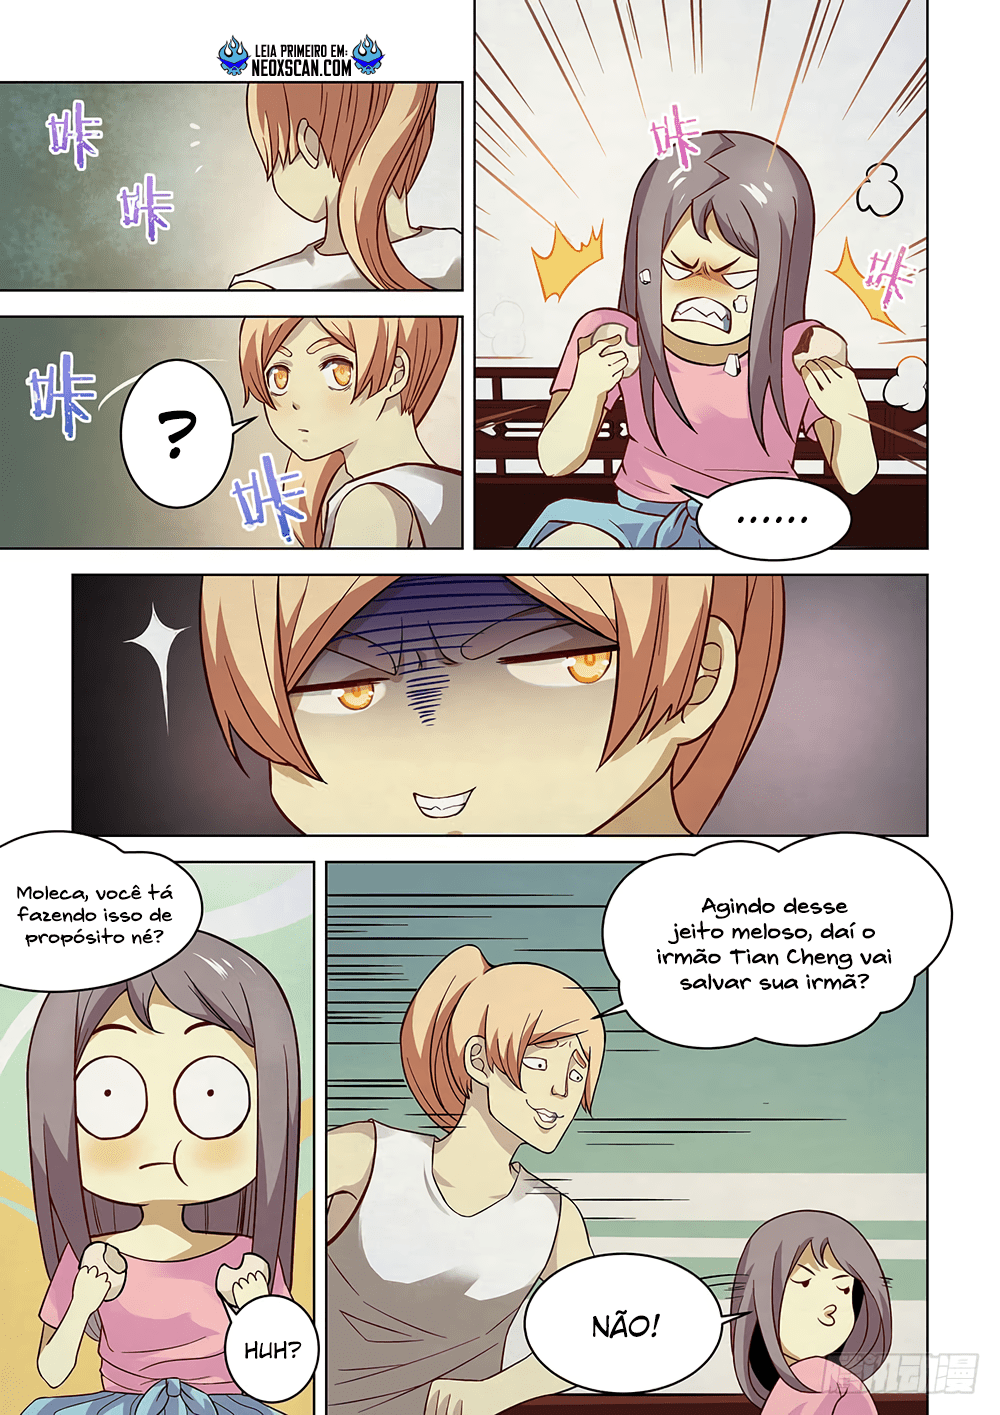 LEIA PRIMEIRO EM:
NEOXSCAN.COM
咔
咔
咔
咔
?
咔
咔
......
Moleca, você tá
fazendo isso de
propósito né?
HUH?
Agindo desse
jeito meloso, daí o
irmão Tian Cheng vai
salvar sua irmã?
NÃO!